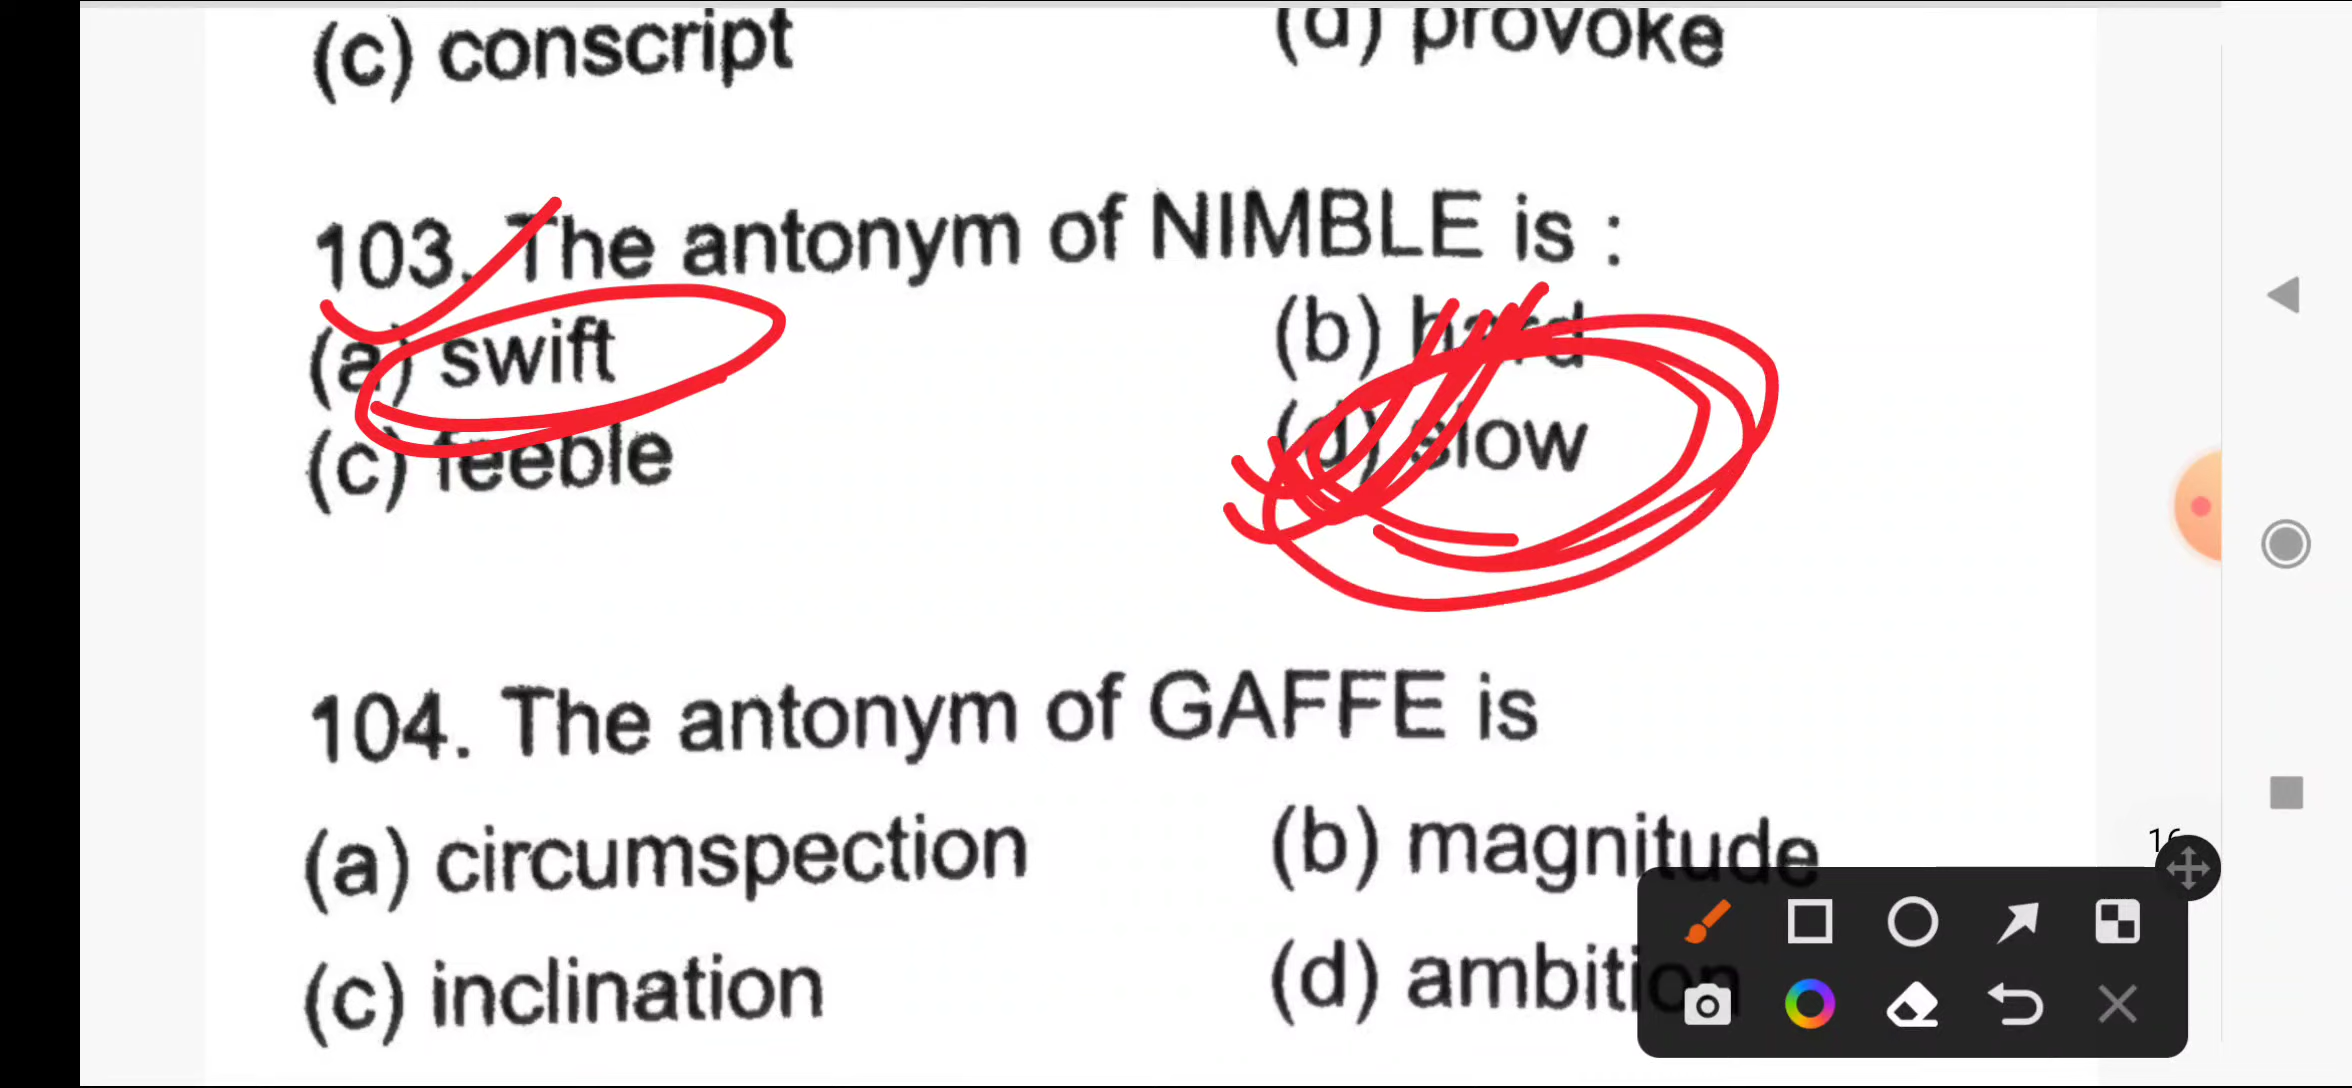 (c) conscript (d) provoke
103. The antonym of NIMBLE is :
(a) swift (b) hard
(c) feeble (d) slow
104. The antonym of GAFFE is
(a) circumspection (b) magnitude
(c) inclination (d) ambition